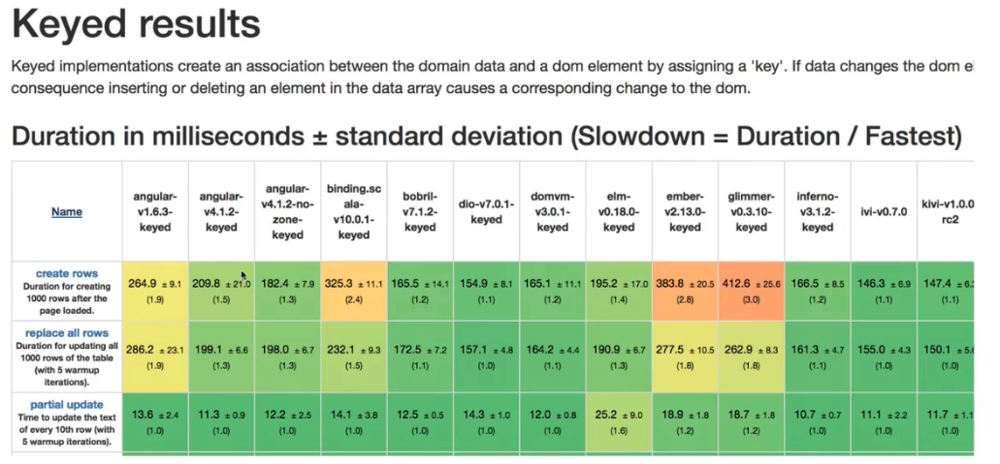 Keyed results
Keyed implementations create an association between the domain data and a dom element by assigning a 'key'. If data changes the dom e
consequence inserting or deleting an element in the data array causes a corresponding change to the dom.
Duration in milliseconds ± standard deviation (Slowdown = Duration / Fastest)
Name
angular-
v1.6.3-
keyed
angular-
v4.1.2-
keyed
angular-
v4.1.2-no-
zone-
keyed
binding.sc
ala-
v10.0.1-
keyed
bobril-
v7.1.2-
keyed
dio-v7.0.1-
keyed
domvm-
v3.0.1-
keyed
elm-
v0.18.0-
keyed
ember-
v2.13.0-
keyed
glimmer-
v0.3.10-
keyed
inferno-
v3.1.2-
keyed
ivi-v0.7.0
kivi-v1.0.0
rc2
create rows
Duration for creating
1000 rows after the
page loaded.
264.9 ± 9.1
(1.9)
209.8 ± 21.0
(1.5)
182.4 ± 7.9
(1.3)
325.3 ± 11.1
(2.4)
165.5 ± 14.1
(1.2)
154.9 ± 8.1
(1.1)
165.1 ± 11.1
(1.2)
195.2 ± 17.0
(1.4)
383.8 ± 20.5
(2.8)
412.6 ± 25.6
(3.0)
166.5 ± 8.5
(1.2)
146.3 ± 6.9
(1.1)
147.4 ± 6.
(1.1)
replace all rows
Duration for updating all
1000 rows of the table
(with 5 warmup
iterations).
286.2 ± 23.1
(1.9)
199.1 ± 6.6
(1.3)
198.0 ± 6.7
(1.3)
232.1 ± 9.3
(1.5)
172.5 ± 7.2
(1.1)
157.1 ± 4.8
(1.0)
164.2 ± 4.4
(1.1)
190.9 ± 6.7
(1.3)
277.5 ± 10.5
(1.8)
262.9 ± 8.3
(1.8)
161.3 ± 4.7
(1.1)
155.0 ± 4.3
(1.0)
150.1 ± 5.
(1.0)
partial update
Time to update the text
of every 10th row (with
5 warmup iterations).
13.6 ± 2.4
(1.0)
11.3 ± 0.9
(1.0)
12.2 ± 2.5
(1.0)
14.1 ± 3.8
(1.0)
12.5 ± 0.5
(1.0)
14.3 ± 1.0
(1.0)
12.0 ± 0.8
(1.0)
25.2 ± 9.0
(1.6)
18.9 ± 1.8
(1.2)
18.7 ± 1.8
(1.2)
10.7 ± 0.7
(1.0)
11.1 ± 2.2
(1.0)
11.7 ± 1.1
(1.0)